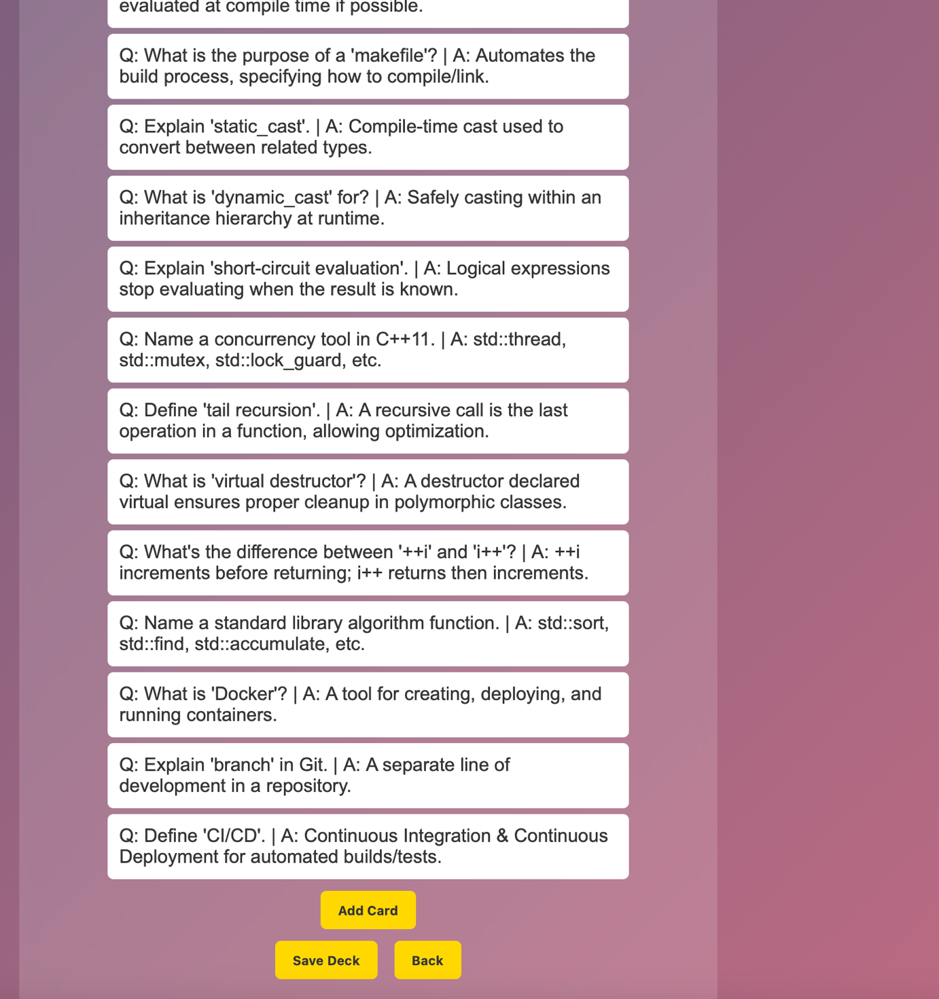 evaluated at compile time if possible.
Q: What is the purpose of a 'makefile'? | A: Automates the
build process, specifying how to compile/link.
Q: Explain 'static_cast'. | A: Compile-time cast used to
convert between related types.
Q: What is 'dynamic_cast' for? | A: Safely casting within an
inheritance hierarchy at runtime.
Q: Explain 'short-circuit evaluation'. | A: Logical expressions
stop evaluating when the result is known.
Q: Name a concurrency tool in C++11. | A: std::thread,
std::mutex, std::lock_guard, etc.
Q: Define 'tail recursion'. | A: A recursive call is the last
operation in a function, allowing optimization.
Q: What is 'virtual destructor'? | A: A destructor declared
virtual ensures proper cleanup in polymorphic classes.
Q: What's the difference between '++i' and 'i++'? | A: ++i
increments before returning; i++ returns then increments.
Q: Name a standard library algorithm function. | A: std::sort,
std::find, std::accumulate, etc.
Q: What is 'Docker'? | A: A tool for creating, deploying, and
running containers.
Q: Explain 'branch' in Git. | A: A separate line of
development in a repository.
Q: Define 'CI/CD'. | A: Continuous Integration & Continuous
Deployment for automated builds/tests.
Add Card
Save Deck
Back